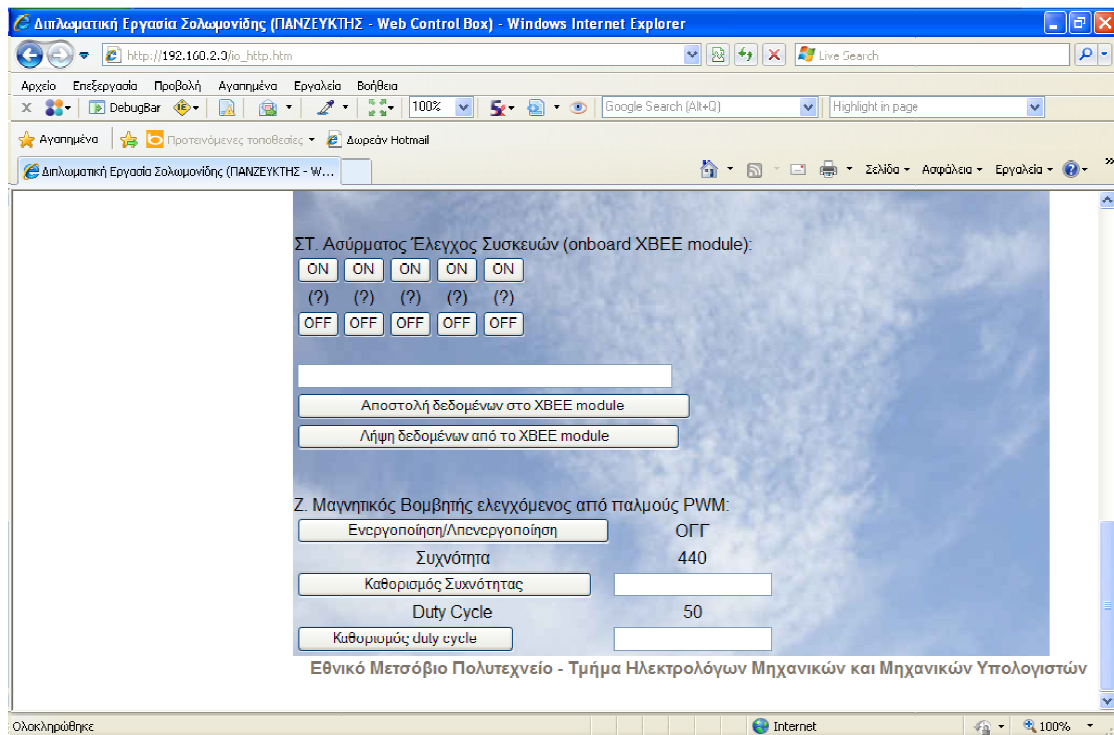 Διπλωματική Εργασία Σολωμονίδης (ΠΑΝΖΕΥΚΤΗΣ - Web Control Box) - Windows Internet Explorer
http://192.160.2.3/io_http.htm
Live Search
Αρχείο Επεξεργασία Προβολή Αγαπημένα Εργαλεία Βοήθεια
x DebugBar 100% Google Search (Alt+Q) Highlight in page
Αγαπημένα Προτεινόμενες τοποθεσίες Δωρεάν Hotmail
Διπλωματική Εργασία Σολωμονίδης (ΠΑΝΖΕΥΚΤΗΣ - W... Σελίδα Ασφάλεια Εργαλεία »
ΣΤ. Ασύρματος Έλεγχος Συσκευών (onboard XBEE module):
ON ON ON ON ON
(?) (?) (?) (?) (?)
OFF OFF OFF OFF OFF
Αποστολή δεδομένων στο XBEE module
Λήψη δεδομένων από το XBEE module
Ζ. Μαγνητικός Βομβητής ελεγχόμενος από παλμούς PWM:
Ενεργοποίηση/Απενεργοποίηση OFF
Συχνότητα 440
Καθορισμός Συχνότητας
Duty Cycle 50
Καθορισμός duty cycle
Εθνικό Μετσόβιο Πολυτεχνείο - Τμήμα Ηλεκτρολόγων Μηχανικών και Μηχανικών Υπολογιστών
Ολοκληρώθηκε Internet 100%